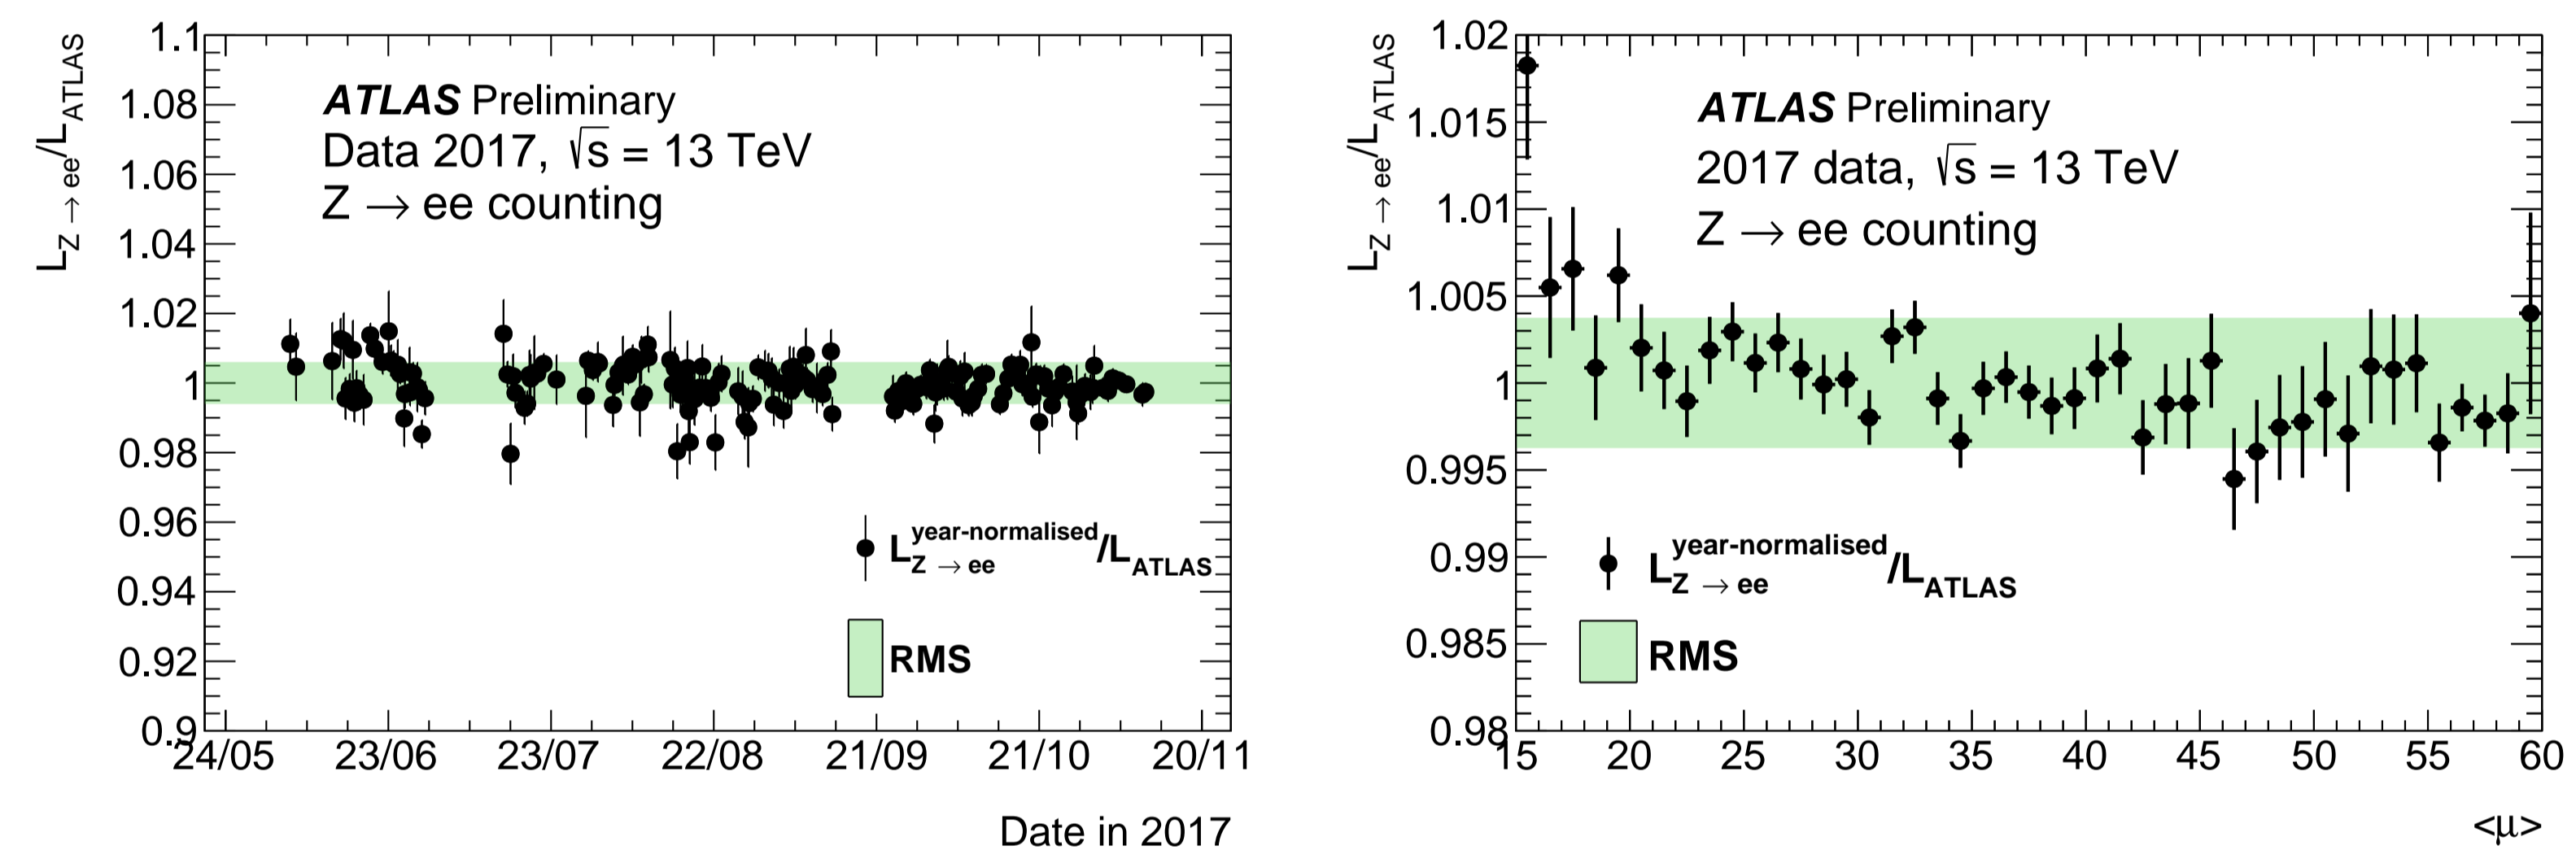 L_{Z → ee}/L_{ATLAS}
1.1
1.08
1.06
1.04
1.02
1
0.98
0.96
0.94
0.92
0.9
ATLAS Preliminary
Data 2017, √s = 13 TeV
Z → ee counting
L^{year-normalised}_{Z → ee}/L_{ATLAS}
RMS
24/05 23/06 23/07 22/08 21/09 21/10 20/11
Date in 2017
L_{Z → ee}/L_{ATLAS}
1.02
1.015
1.01
1.005
1
0.995
0.99
0.985
0.98
ATLAS Preliminary
2017 data, √s = 13 TeV
Z → ee counting
L^{year-normalised}_{Z → ee}/L_{ATLAS}
RMS
15 20 25 30 35 40 45 50 55 60
<μ>